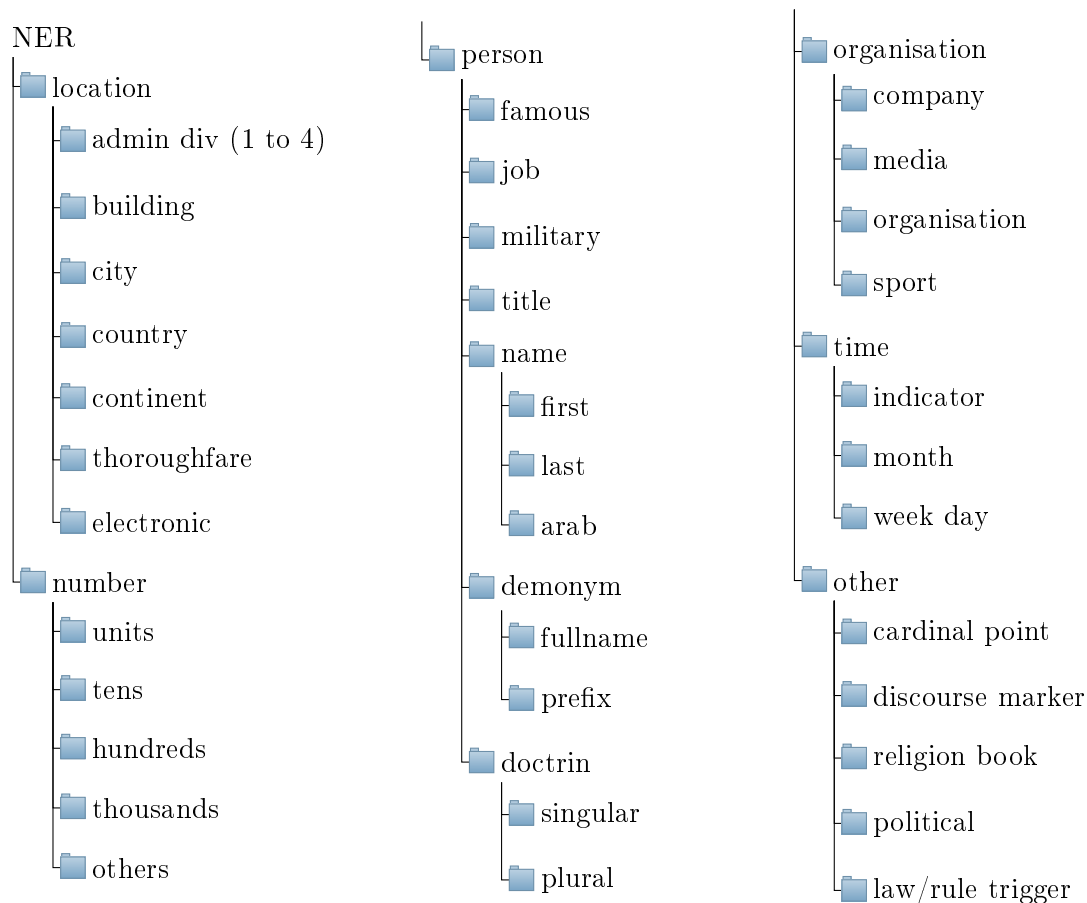 NER
location
admin div (1 to 4)
building
city
country
continent
thoroughfare
electronic
number
units
tens
hundreds
thousands
others
person
famous
job
military
title
name
first
last
arab
demonym
fullname
prefix
doctrin
singular
plural
organisation
company
media
organisation
sport
time
indicator
month
week day
other
cardinal point
discourse marker
religion book
political
law/rule trigger